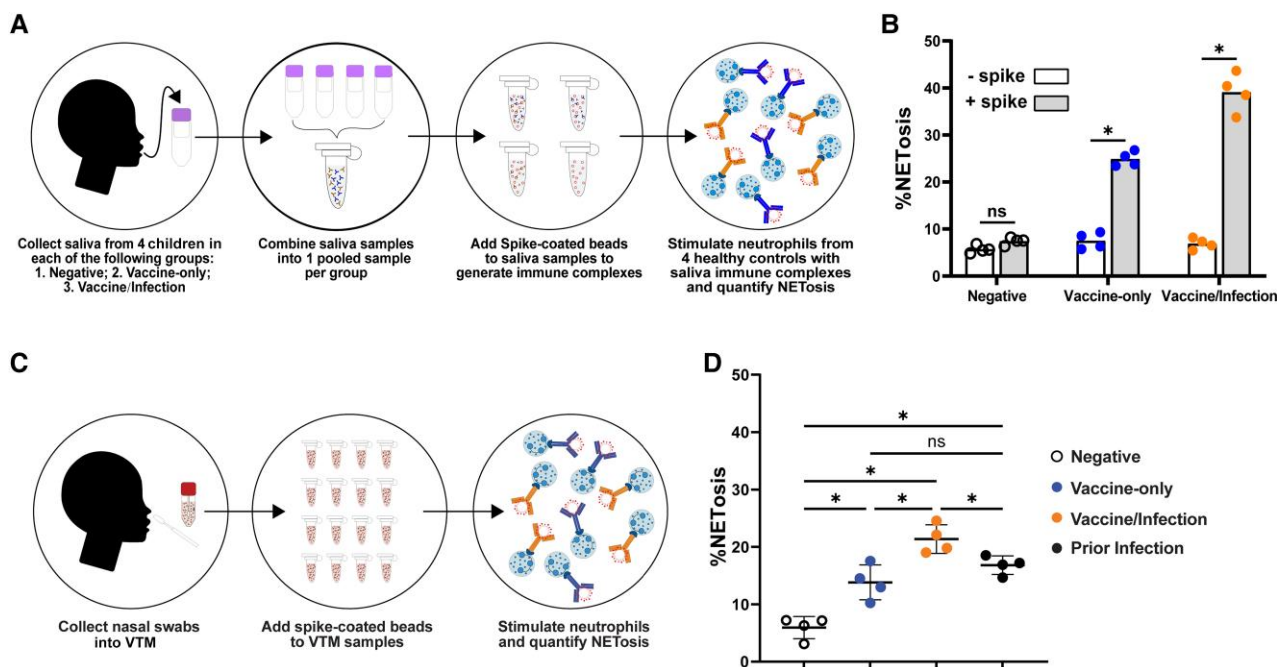 A
Collect saliva from 4 children in
each of the following groups:
1. Negative; 2. Vaccine-only;
3. Vaccine/Infection
Combine saliva samples
into 1 pooled sample
per group
Add Spike-coated beads
to saliva samples to
generate immune complexes
Stimulate neutrophils from
4 healthy controls with
saliva immune complexes
and quantify NETosis
B
%NETosis
50
40
30
20
10
0
- spike
+ spike
ns
*
*
Negative
Vaccine-only
Vaccine/Infection
C
Collect nasal swabs
into VTM
Add spike-coated beads
to VTM samples
Stimulate neutrophils
and quantify NETosis
D
%NETosis
50
40
30
20
10
0
*
ns
*
* * *
Negative
Vaccine-only
Vaccine/Infection
Prior Infection